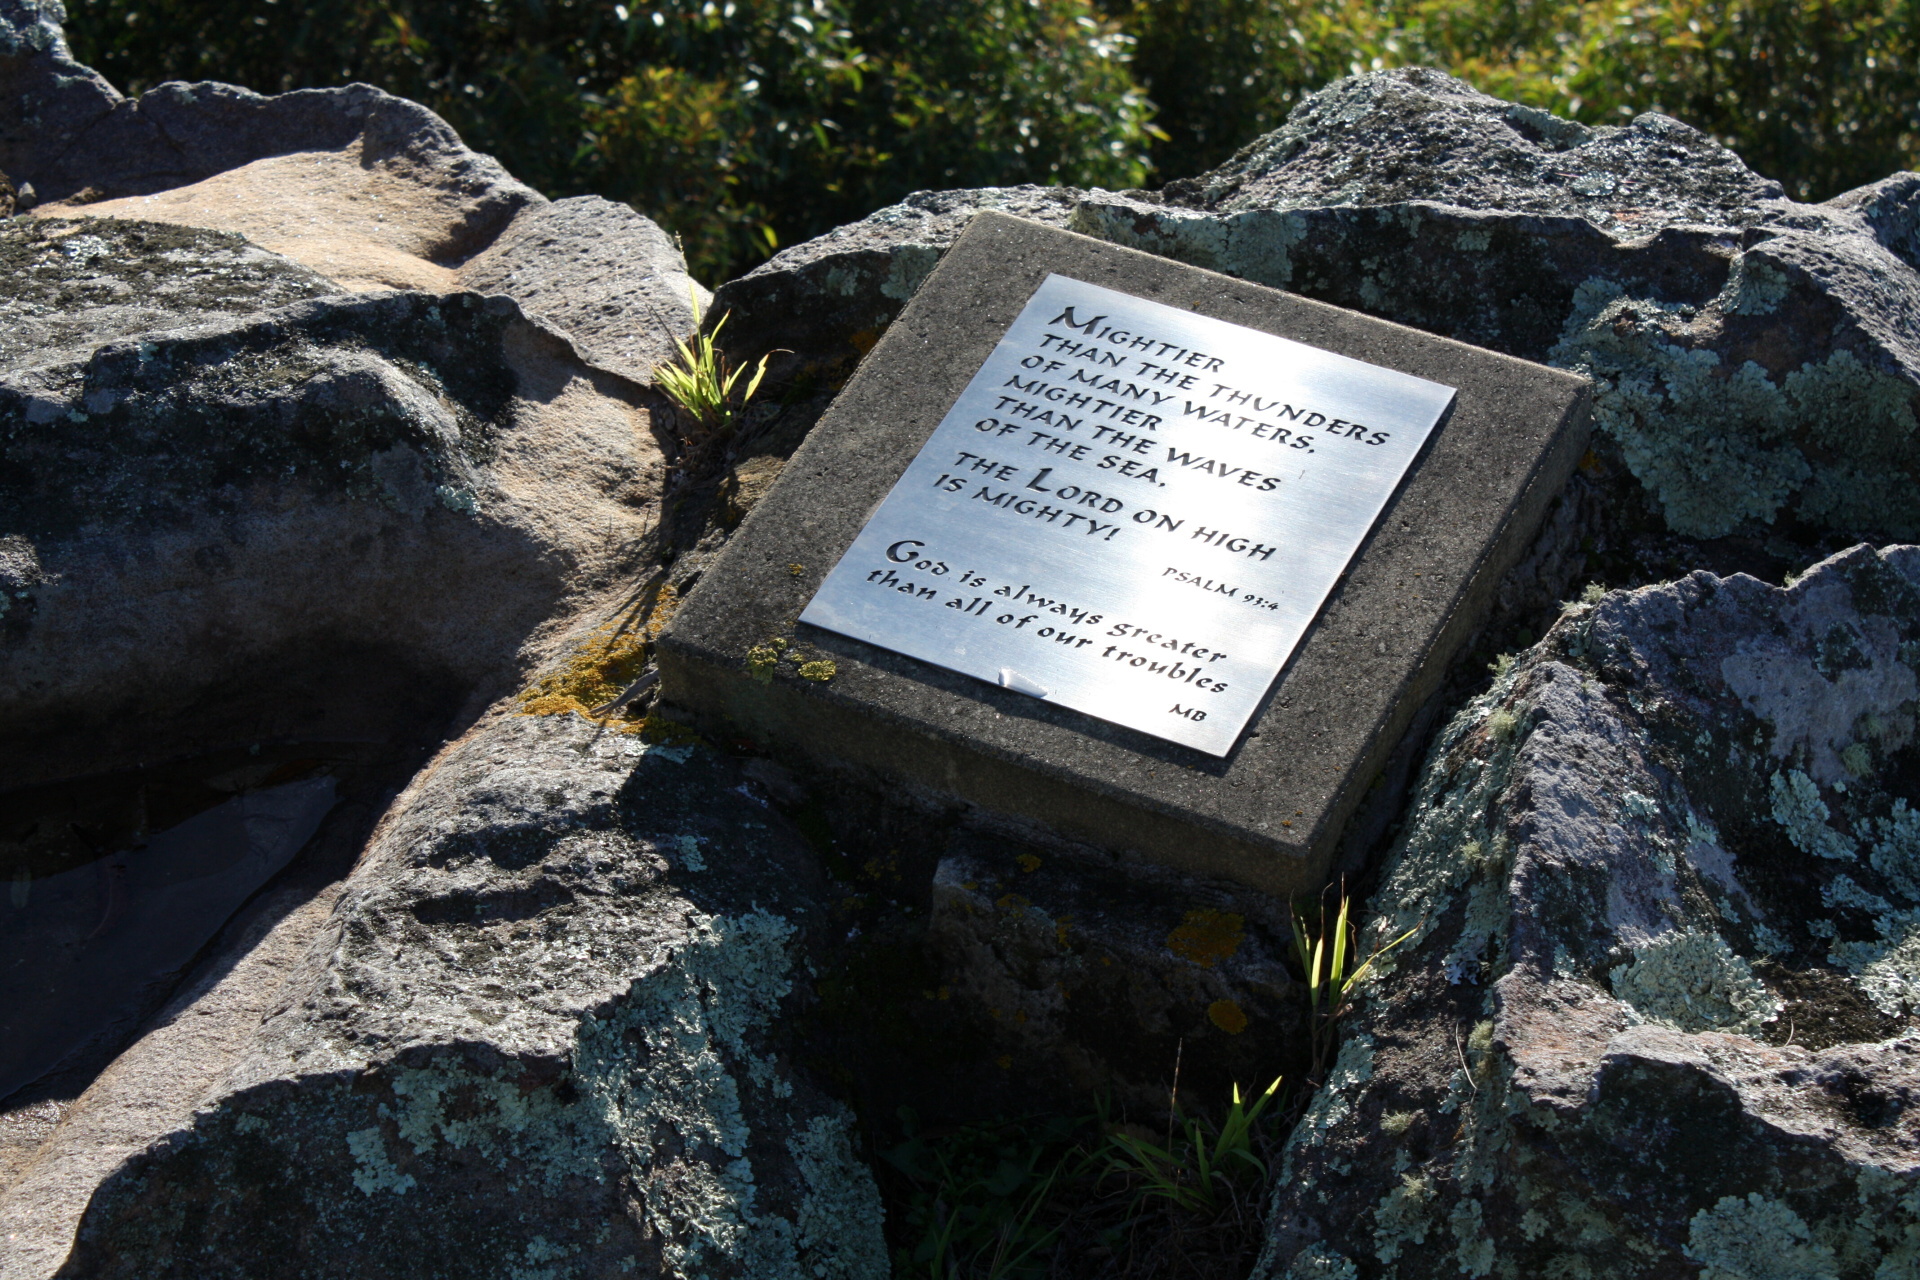 Mightier
than the thunders
of many waters,
mightier
than the waves
of the sea,
the Lord on high
is mighty!
Psalm 93:4
God is always greater
than all of our troubles
MB